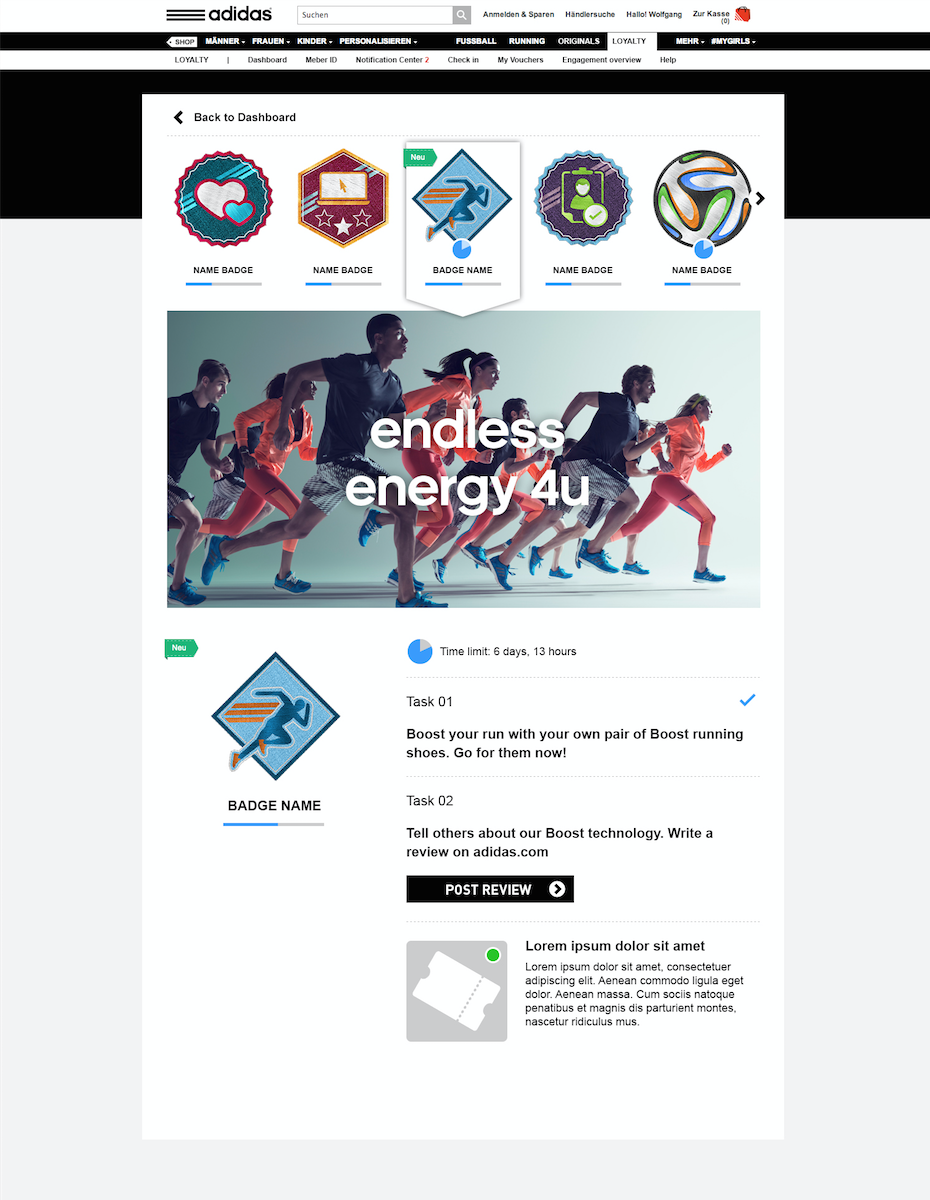 adidas
Suchen
Anmelden & Sparen
Händlersuche
Hallo! Wolfgang
Zur Kasse
(0)
SHOP
MÄNNER
FRAUEN
KINDER
PERSONALISIEREN
FUSSBALL
RUNNING
ORIGINALS
LOYALTY
MEHR
#MYGIRLS
LOYALTY | Dashboard
Meber ID
Notification Center 2
Check in
My Vouchers
Engagement overview
Help
Back to Dashboard
Neu
NAME BADGE
NAME BADGE
BADGE NAME
NAME BADGE
NAME BADGE
endless
energy 4u
Neu
BADGE NAME
Time limit: 6 days, 13 hours
Task 01
Boost your run with your own pair of Boost running
shoes. Go for them now!
Task 02
Tell others about our Boost technology. Write a
review on adidas.com
POST REVIEW
Lorem ipsum dolor sit amet
Lorem ipsum dolor sit amet, consectetuer
adipiscing elit. Aenean commodo ligula eget
dolor. Aenean massa. Cum sociis natoque
penatibus et magnis dis parturient montes,
nascetur ridiculus mus.